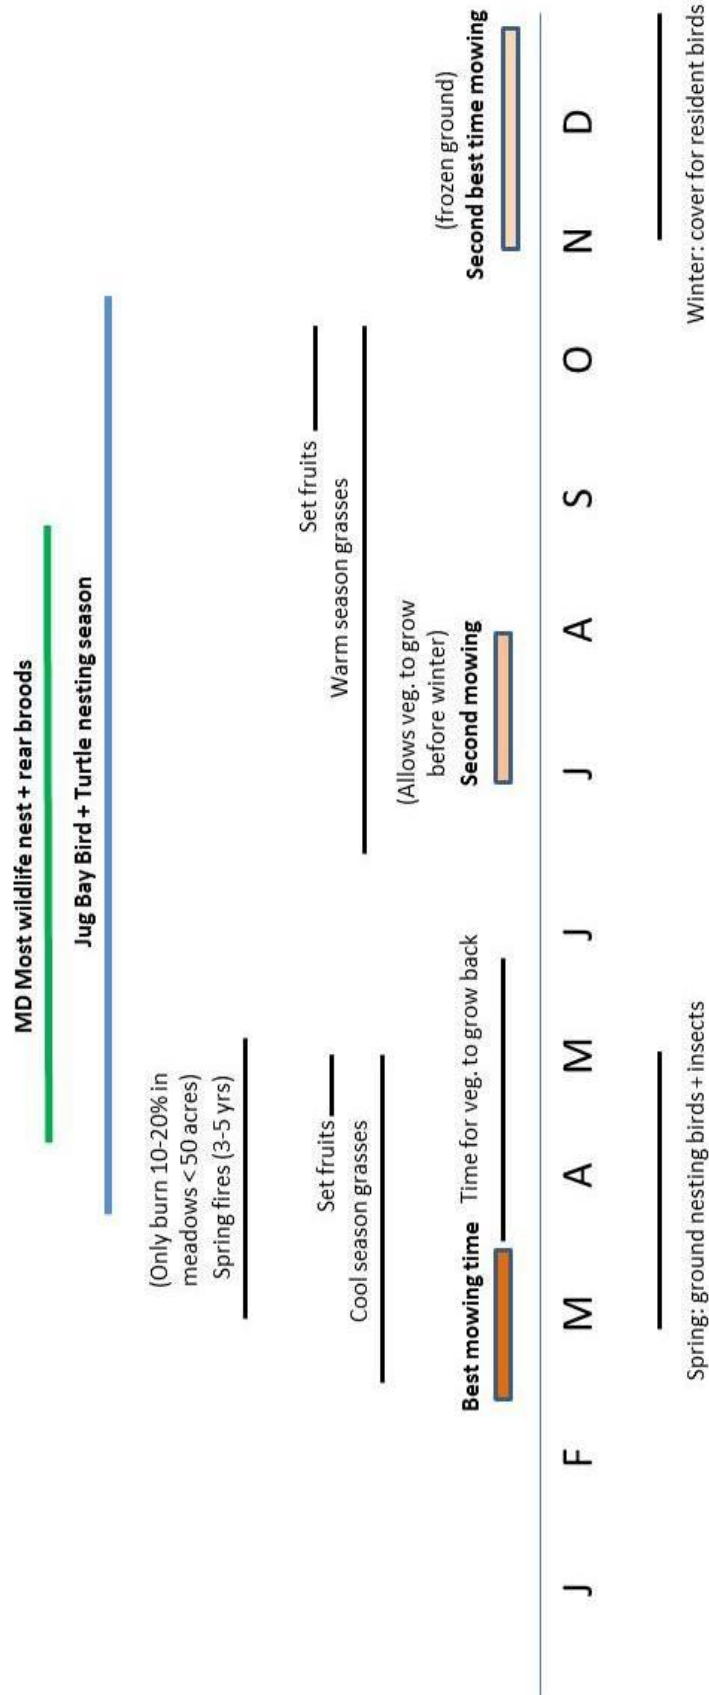 MD Most wildlife nest + rear broods
Jug Bay Bird + Turtle nesting season
(Only burn 10-20% in
meadows < 50 acres)
Spring fires (3-5 yrs)
Set fruits
Set fruits
Warm season grasses
Cool season grasses
(Allows veg. to grow
before winter)
Second mowing
(frozen ground)
Second best time mowing
Best mowing time
Time for veg. to grow back
J F M A M J J A S O N D
Spring: ground nesting birds + insects
Winter: cover for resident birds